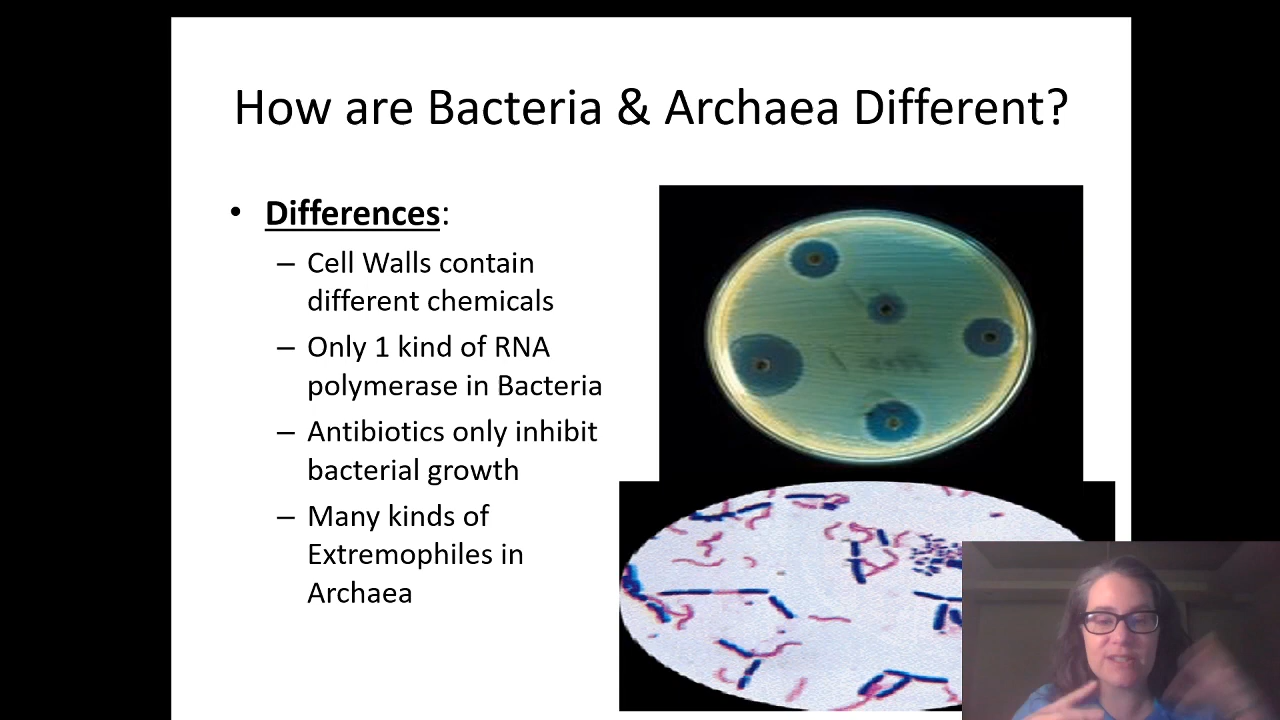 How are Bacteria & Archaea Different?
• Differences:
– Cell Walls contain
different chemicals
– Only 1 kind of RNA
polymerase in Bacteria
– Antibiotics only inhibit
bacterial growth
– Many kinds of
Extremophiles in
Archaea